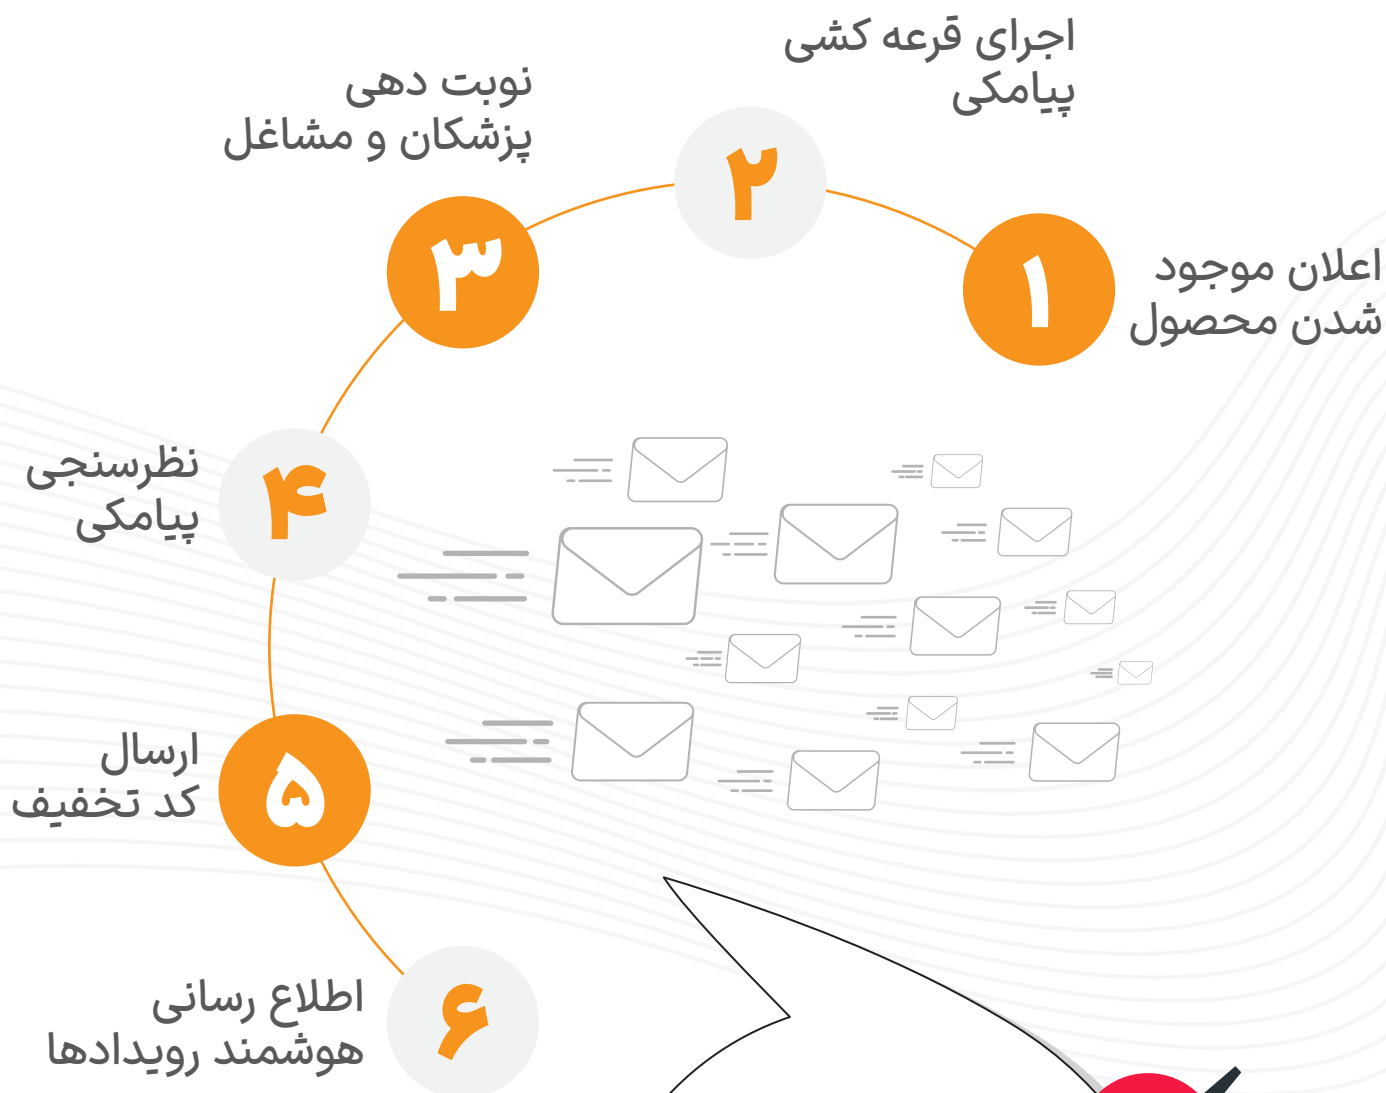 ۱
اعلان موجود
شدن محصول
۲
اجرای قرعه کشی
پیامکی
۳
نوبت دهی
پزشکان و مشاغل
۴
نظرسنجی
پیامکی
۵
ارسال
کد تخفیف
۶
اطلاع رسانی
هوشمند رویدادها